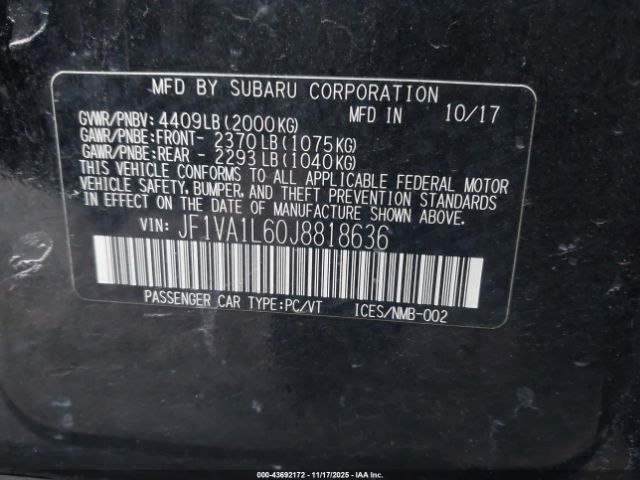 MFD BY SUBARU CORPORATION
GVWR/PNBV: 4409LB(2000KG) MFD IN 10/17
GAWR/PNBE:FRONT- 2370LB(1075KG)
GAWR/PNBE:REAR - 2293LB(1040KG)
THIS VEHICLE CONFORMS TO ALL APPLICABLE FEDERAL MOTOR
VEHICLE SAFETY, BUMPER, AND THEFT PREVENTION STANDARDS
IN EFFECT ON THE DATE OF MANUFACTURE SHOWN ABOVE.
VIN: JF1VA1L60J8818636
PASSENGER CAR TYPE:PC/VT ICES/NMB-002
000-43692172 - 11/17/2025 - IAA Inc.